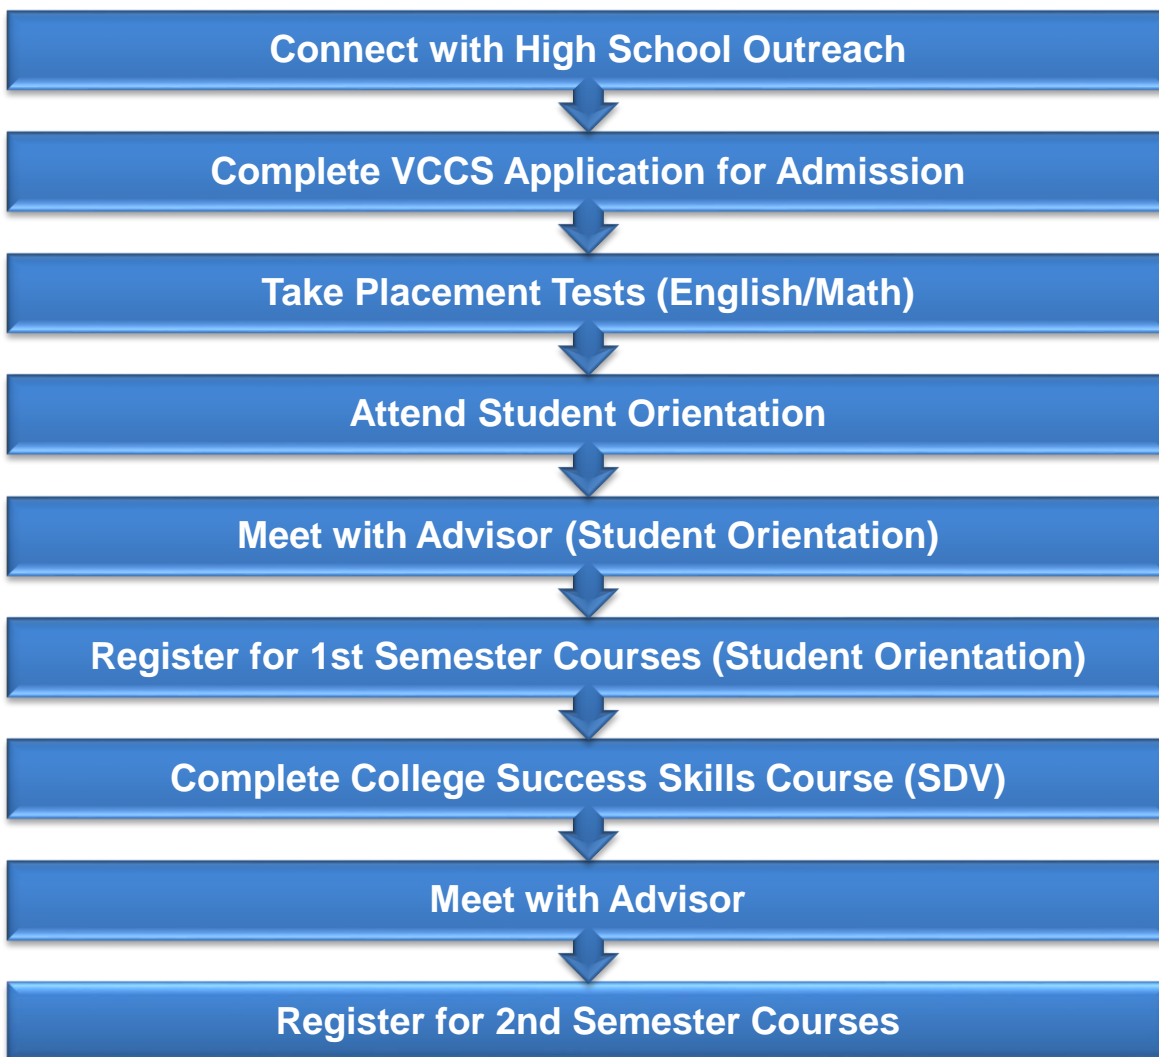 Connect with High School Outreach
Complete VCCS Application for Admission
Take Placement Tests (English/Math)
Attend Student Orientation
Meet with Advisor (Student Orientation)
Register for 1st Semester Courses (Student Orientation)
Complete College Success Skills Course (SDV)
Meet with Advisor
Register for 2nd Semester Courses